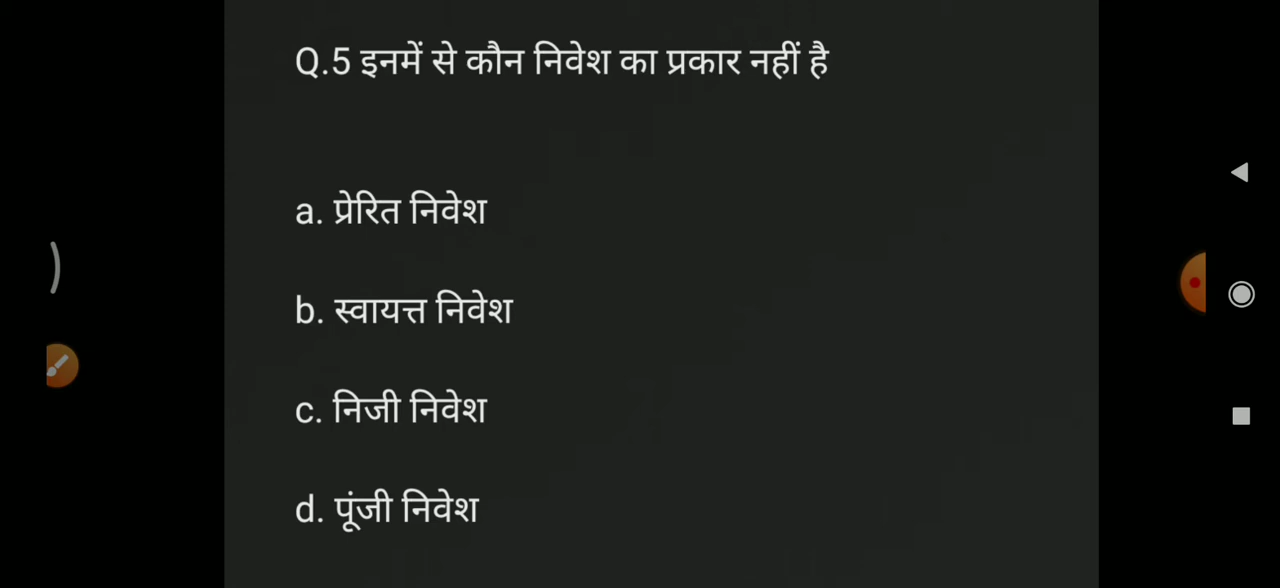 Q.5 इनमें से कौन निवेश का प्रकार नहीं है
a. प्रेरित निवेश
b. स्वायत्त निवेश
c. निजी निवेश
d. पूंजी निवेश